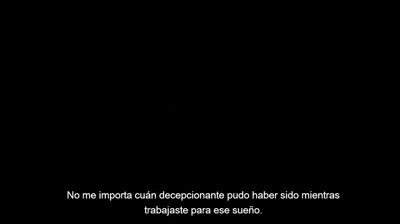 No me importa cuán decepcionante pudo haber sido mientras
trabajaste para ese sueño.